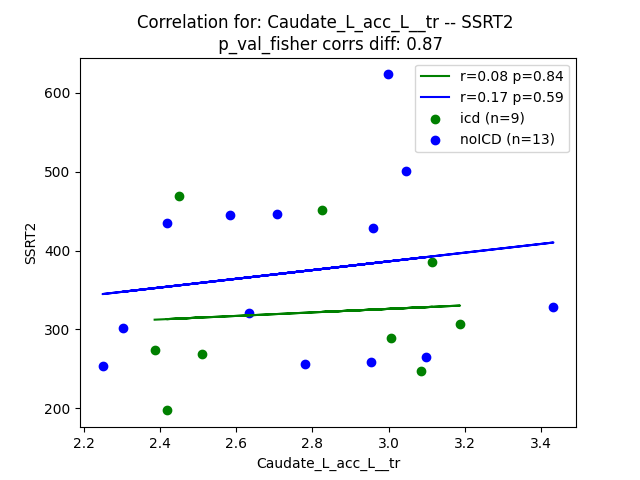 Correlation for: Caudate_L_acc_L__tr -- SSRT2
p_val_fisher corrs diff: 0.87
r=0.08 p=0.84
r=0.17 p=0.59
icd (n=9)
noICD (n=13)
600
500
400
300
200
SSRT2
2.2 2.4 2.6 2.8 3.0 3.2 3.4
Caudate_L_acc_L__tr